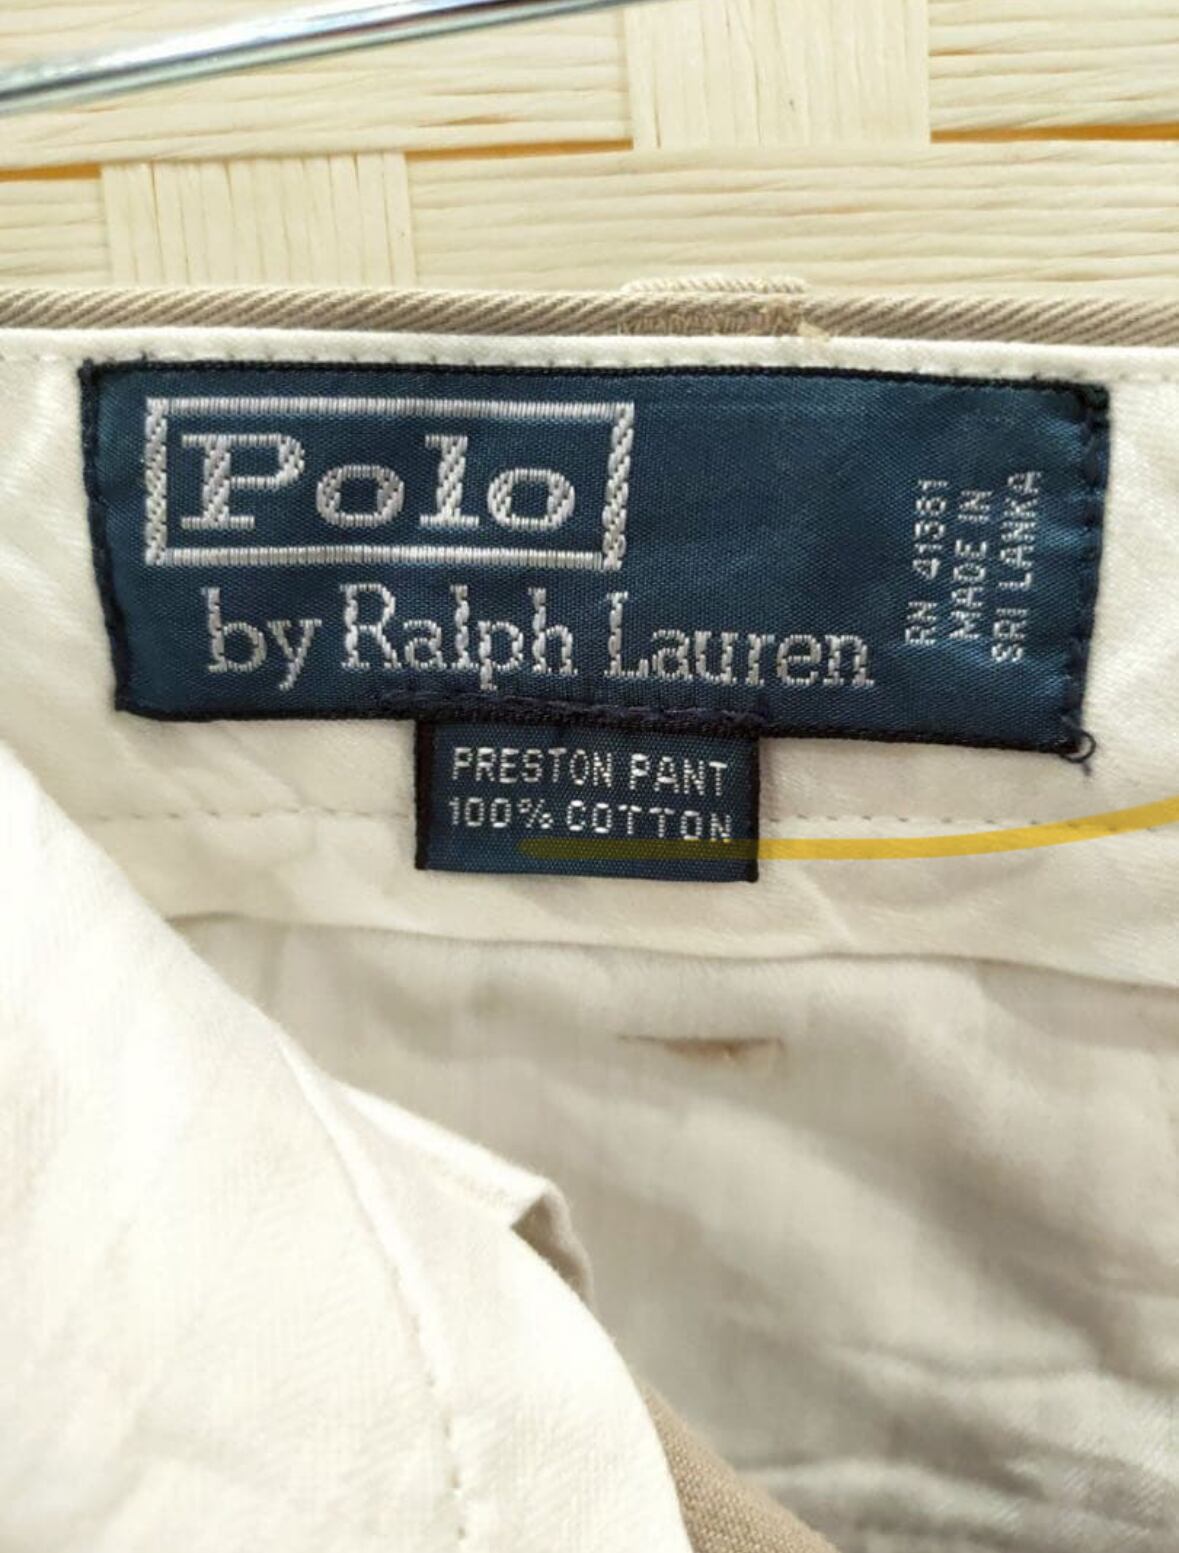 Polo
by Ralph Lauren
RN 41381
MADE IN
SRI LANKA
PRESTON PANT
100% COTTON